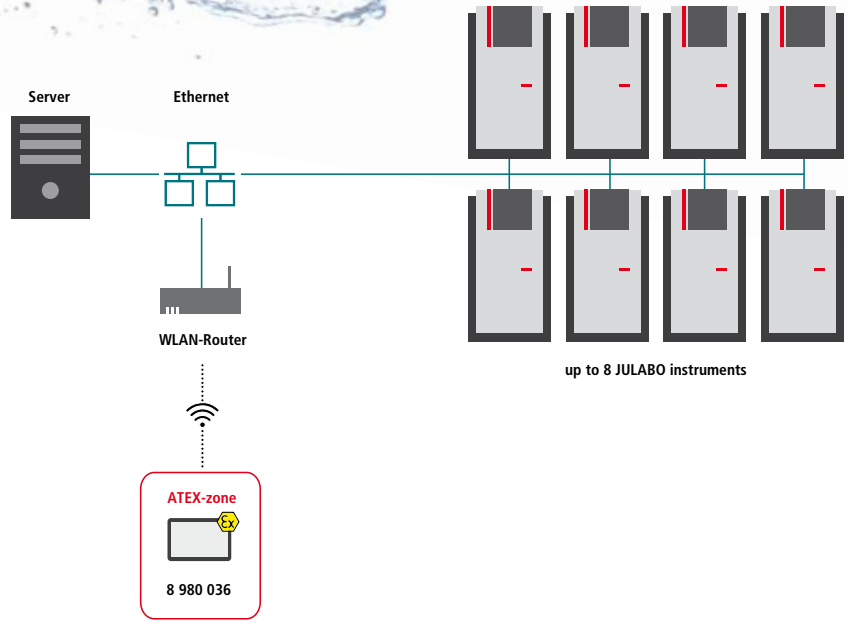 Server
Ethernet
WLAN-Router
up to 8 JULABO instruments
ATEX-zone
Ex
8 980 036